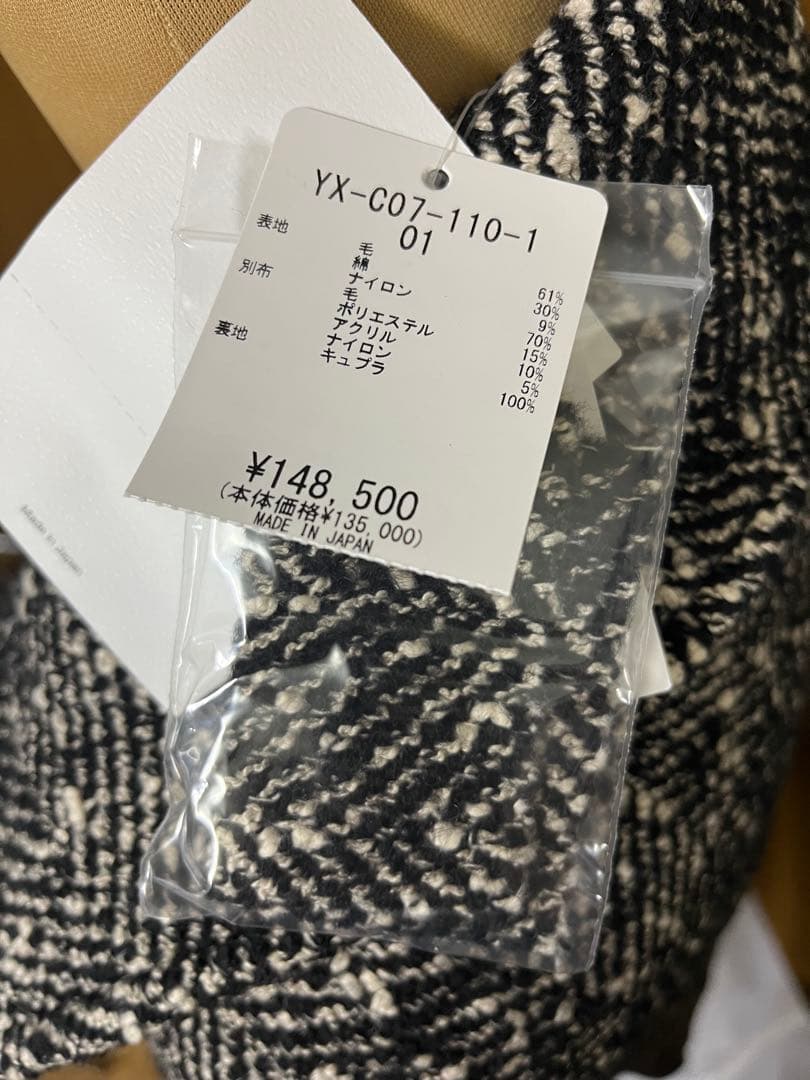 YX-C07-110-1
01
表地 毛 61%
綿 30%
ナイロン 9%
別布 毛 70%
ポリエステル 15%
アクリル 10%
ナイロン 5%
裏地 キュプラ 100%
¥148,500
(本体価格¥135,000)
MADE IN JAPAN
Made in Japan